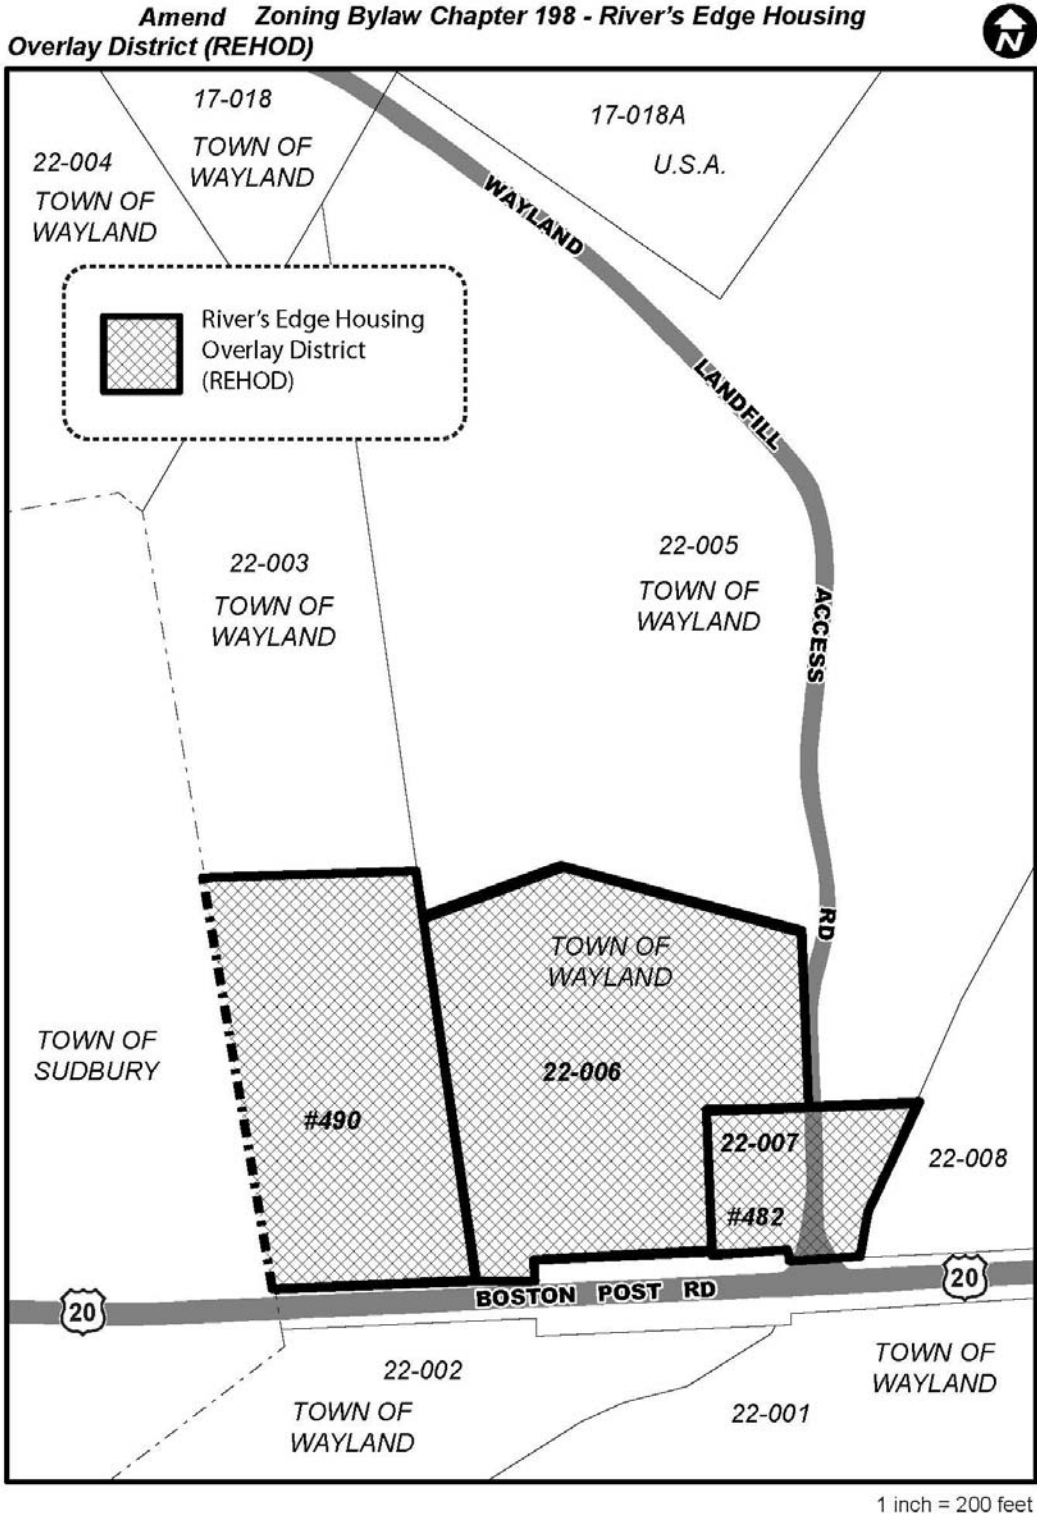 Amend Zoning Bylaw Chapter 198 - River's Edge Housing
Overlay District (REHOD)
N
17-018
TOWN OF
WAYLAND
17-018A
U.S.A.
22-004
TOWN OF
WAYLAND
WAYLAND
River's Edge Housing
Overlay District
(REHOD)
LANDFILL
22-003
TOWN OF
WAYLAND
22-005
TOWN OF
WAYLAND
ACCESS
RD
TOWN OF
WAYLAND
TOWN OF
SUDBURY
22-006
#490
22-007
#482
22-008
20
BOSTON POST RD
20
22-002
TOWN OF
WAYLAND
22-001
TOWN OF
WAYLAND
1 inch = 200 feet